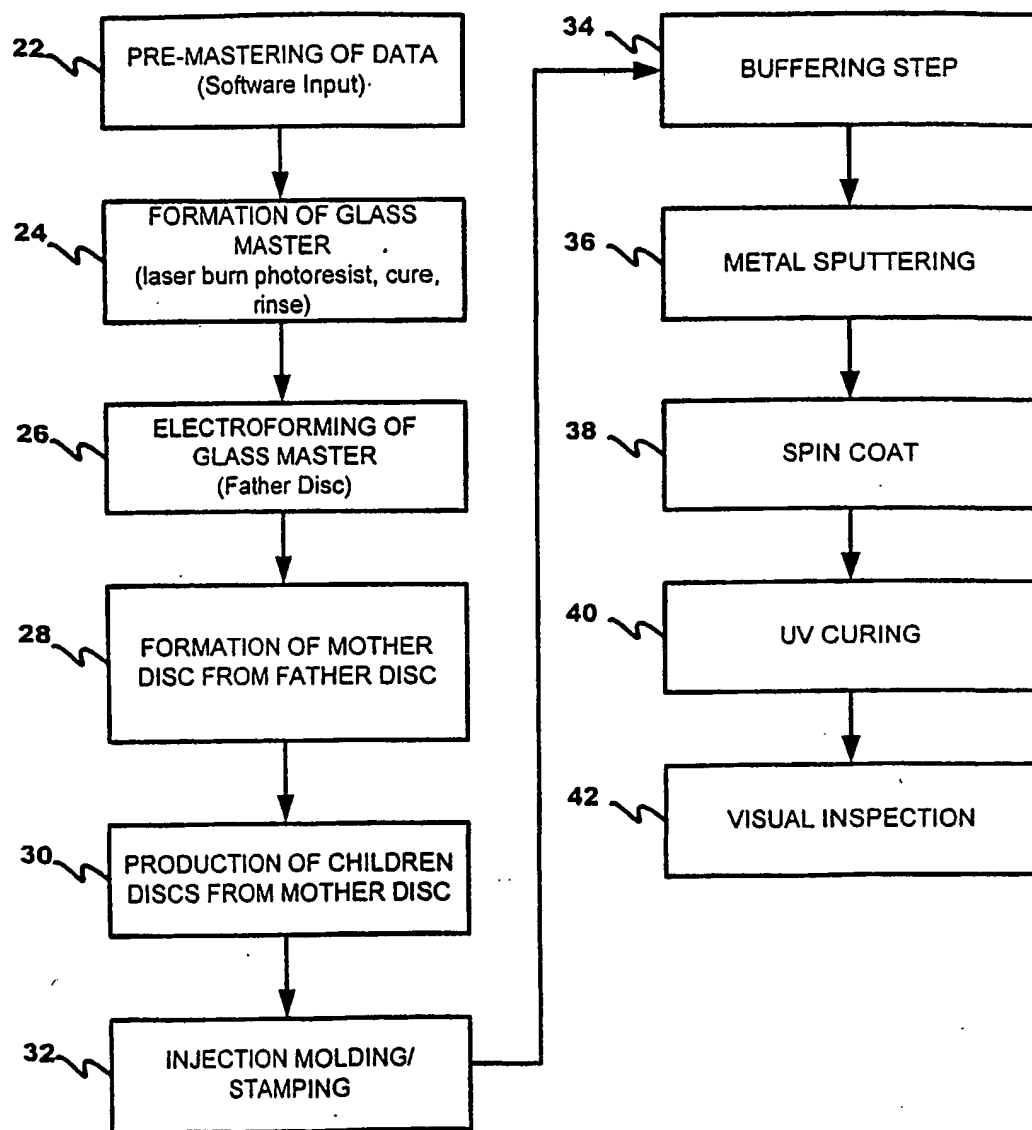 22
PRE-MASTERING OF DATA
(Software Input)
24
FORMATION OF GLASS
MASTER
(laser burn photoresist, cure,
rinse)
26
ELECTROFORMING OF
GLASS MASTER
(Father Disc)
28
FORMATION OF MOTHER
DISC FROM FATHER DISC
30
PRODUCTION OF CHILDREN
DISCS FROM MOTHER DISC
32
INJECTION MOLDING/
STAMPING
34
BUFFERING STEP
36
METAL SPUTTERING
38
SPIN COAT
40
UV CURING
42
VISUAL INSPECTION